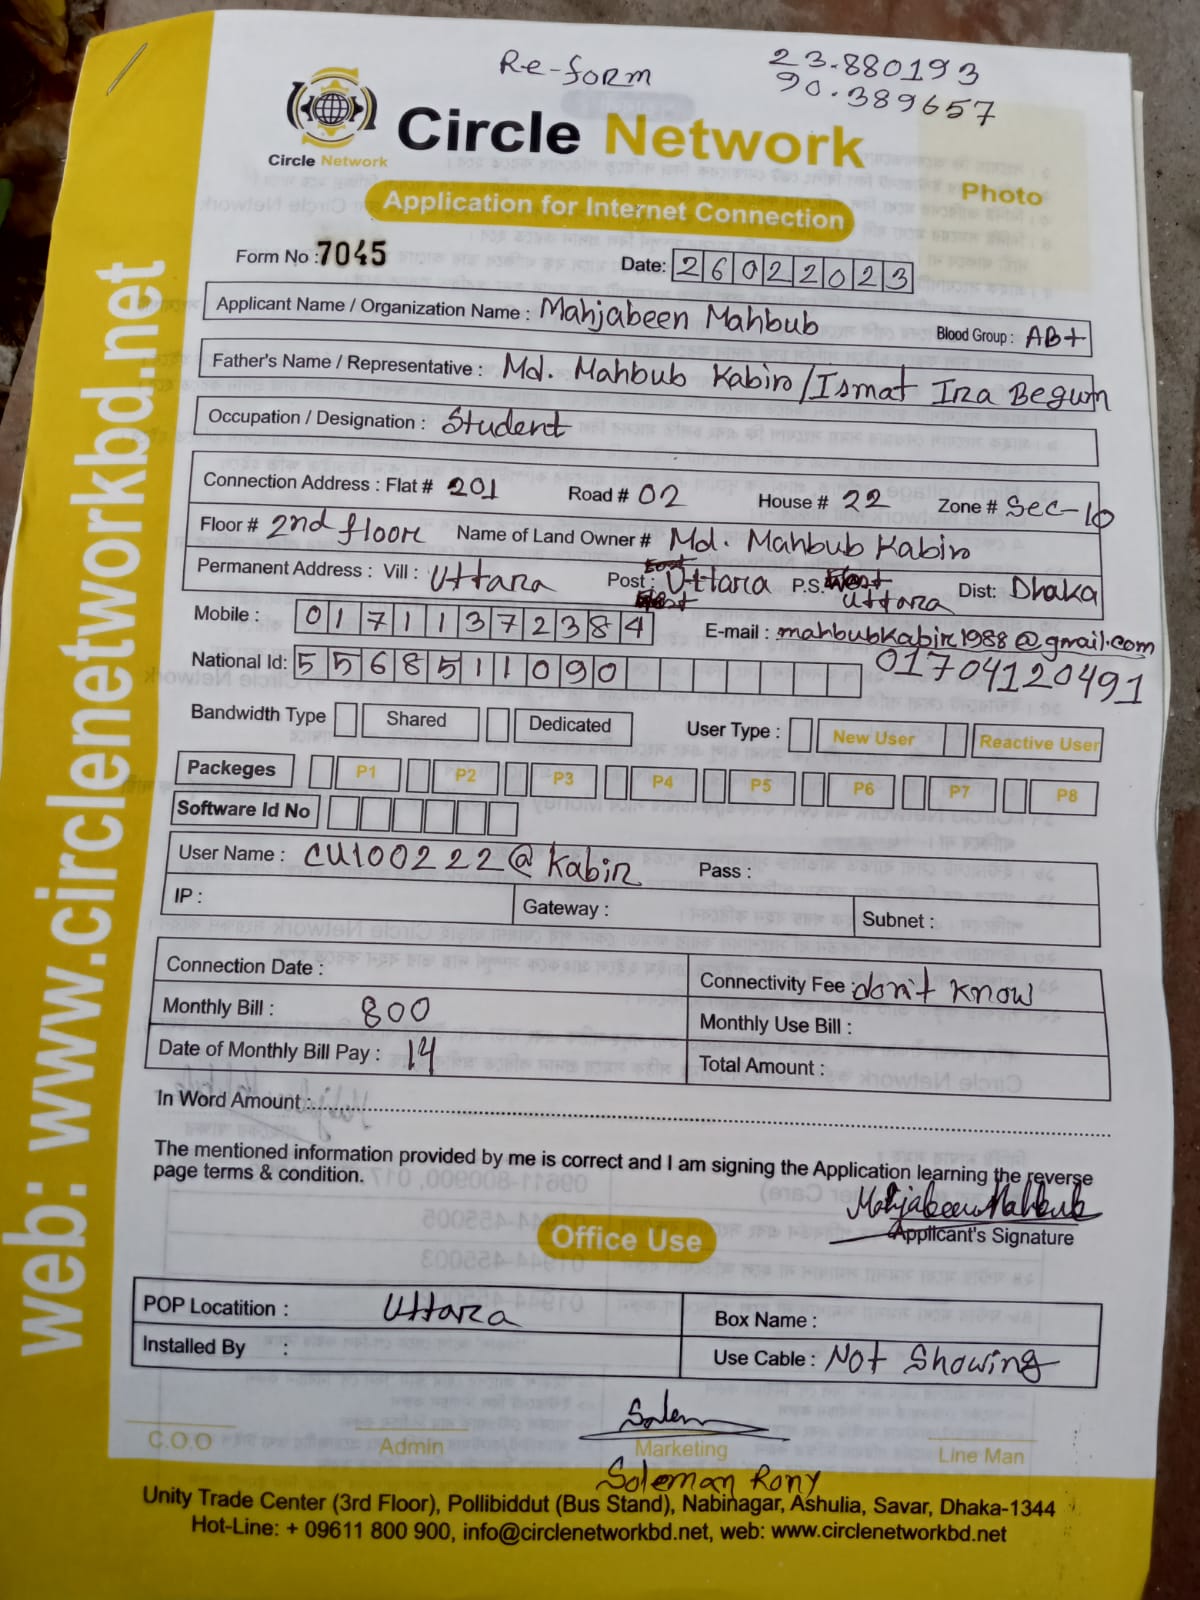 Re-form
23.880193
90.389657
Circle Network
Circle Network
Photo
Application for Internet Connection
Form No : 7045
Date: 26022023
Applicant Name / Organization Name : Mahjabeen Mahbub Blood Group : AB+
Father's Name / Representative : Md. Mahbub Kabir / Ismat Ira Begum
Occupation / Designation : Student
Connection Address : Flat # 201 Road # 02 House # 22 Zone # Sec-10
Floor # 2nd floor Name of Land Owner # Md. Mahbub Kabir
Permanent Address : Vill : Uttara Post : Uttara P.S. West Uttara Dist: Dhaka
Mobile : 01711372384 E-mail : mahbubkabir1988@gmail.com
National Id: 5568511090 01704120491
Bandwidth Type Shared Dedicated User Type : New User Reactive User
Packeges P1 P2 P3 P4 P5 P6 P7 P8
Software Id No
User Name : CU100222@kabir Pass :
IP : Gateway : Subnet :
Connection Date : Connectivity Fee : don't know
Monthly Bill : 800 Monthly Use Bill :
Date of Monthly Bill Pay : 14 Total Amount :
In Word Amount :
The mentioned information provided by me is correct and I am signing the Application learning the reverse
page terms & condition.
Mahjabeen Mahbub
Applicant's Signature
Office Use
POP Locatition : Uttara Box Name :
Installed By : Use Cable : Not Showing
C.O.O Admin Marketing Line Man
Soleman Rony
Unity Trade Center (3rd Floor), Pollibiddut (Bus Stand), Nabinagar, Ashulia, Savar, Dhaka-1344
Hot-Line: + 09611 800 900, info@circlenetworkbd.net, web: www.circlenetworkbd.net
web: www.circlenetworkbd.net